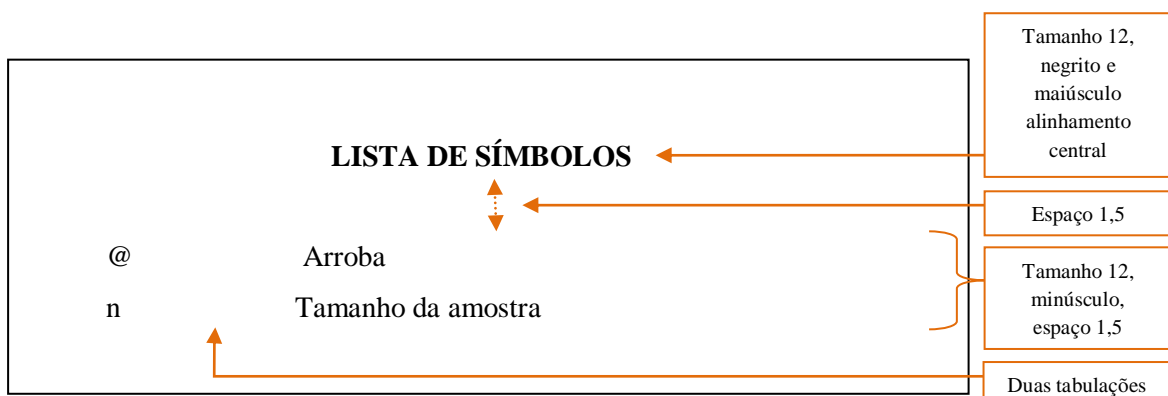 Tamanho 12,
negrito e
maiúsculo
alinhamento
central
LISTA DE SÍMBOLOS
Espaço 1,5
@ Arroba
n Tamanho da amostra
Tamanho 12,
minúsculo,
espaço 1,5
Duas tabulações